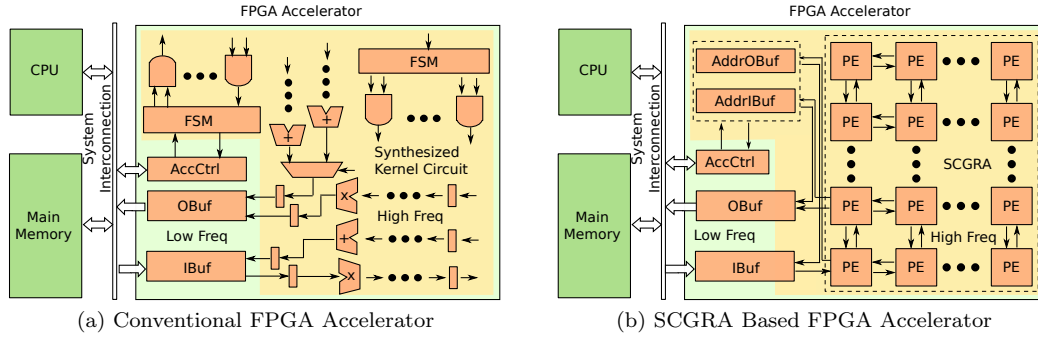 FPGA Accelerator
CPU
Main
Memory
System
Interconnection
FSM
FSM
+
+
AccCtrl
Synthesized
Kernel Circuit
OBuf
x
High Freq
Low Freq
+
IBuf
x
(a) Conventional FPGA Accelerator
FPGA Accelerator
CPU
Main
Memory
System
Interconnection
AddrOBuf
AddrIBuf
AccCtrl
OBuf
Low Freq
IBuf
PE PE PE
PE PE PE
SCGRA
PE PE PE
High Freq
PE PE PE
(b) SCGRA Based FPGA Accelerator